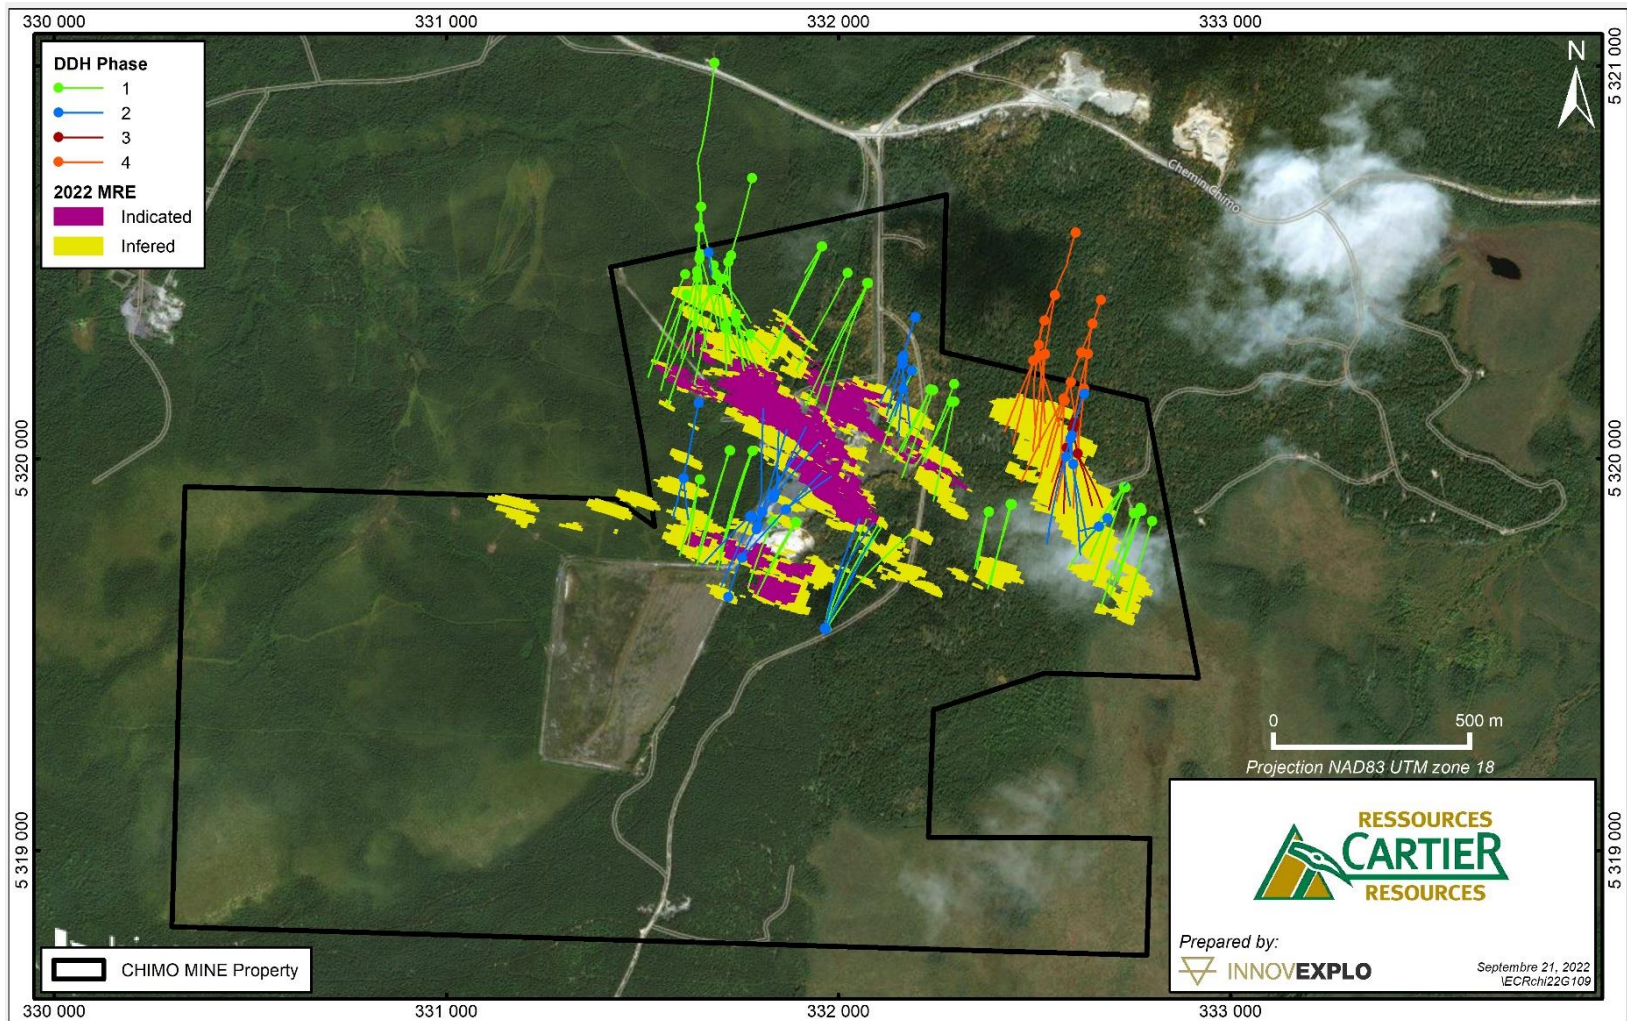 330 000
331 000
332 000
333 000
5 321 000
5 320 000
5 319 000
5 321 000
5 320 000
5 319 000
DDH Phase
1
2
3
4
2022 MRE
Indicated
Infered
N
Chemin Chimo
0 500 m
Projection NAD83 UTM zone 18
RESSOURCES
CARTIER
RESOURCES
Prepared by:
INNOVEXPLO
Septembre 21, 2022
\ECRchi22G109
CHIMO MINE Property
330 000
331 000
332 000
333 000